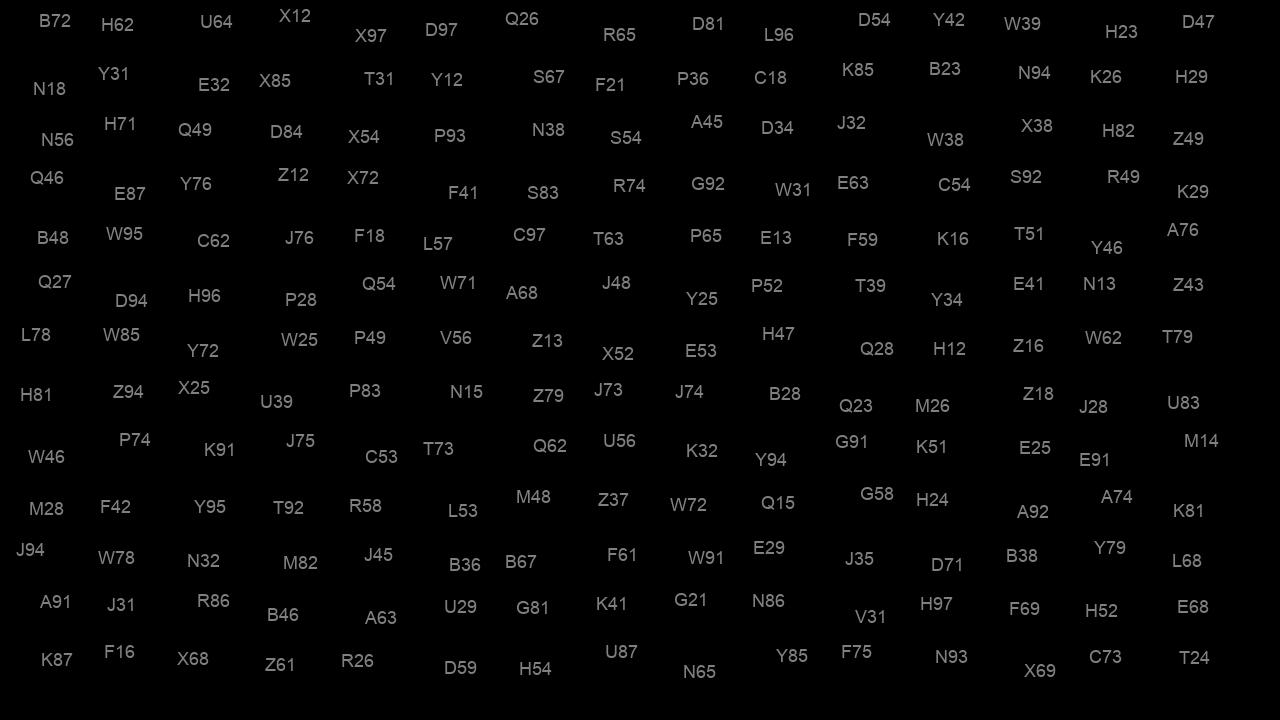 B72 H62 U64 X12 X97 D97 Q26 R65 D81 L96 D54 Y42 W39 H23 D47
N18 Y31 E32 X85 T31 Y12 S67 F21 P36 C18 K85 B23 N94 K26 H29
N56 H71 Q49 D84 X54 P93 N38 S54 A45 D34 J32 W38 X38 H82 Z49
Q46 E87 Y76 Z12 X72 F41 S83 R74 G92 W31 E63 C54 S92 R49 K29
B48 W95 C62 J76 F18 L57 C97 T63 P65 E13 F59 K16 T51 Y46 A76
Q27 D94 H96 P28 Q54 W71 A68 J48 Y25 P52 T39 Y34 E41 N13 Z43
L78 W85 Y72 W25 P49 V56 Z13 X52 E53 H47 Q28 H12 Z16 W62 T79
H81 Z94 X25 U39 P83 N15 Z79 J73 J74 B28 Q23 M26 Z18 J28 U83
W46 P74 K91 J75 C53 T73 Q62 U56 K32 Y94 G91 K51 E25 E91 M14
M28 F42 Y95 T92 R58 L53 M48 Z37 W72 Q15 G58 H24 A92 A74 K81
J94 W78 N32 M82 J45 B36 B67 F61 W91 E29 J35 D71 B38 Y79 L68
A91 J31 R86 B46 A63 U29 G81 K41 G21 N86 V31 H97 F69 H52 E68
K87 F16 X68 Z61 R26 D59 H54 U87 N65 Y85 F75 N93 X69 C73 T24